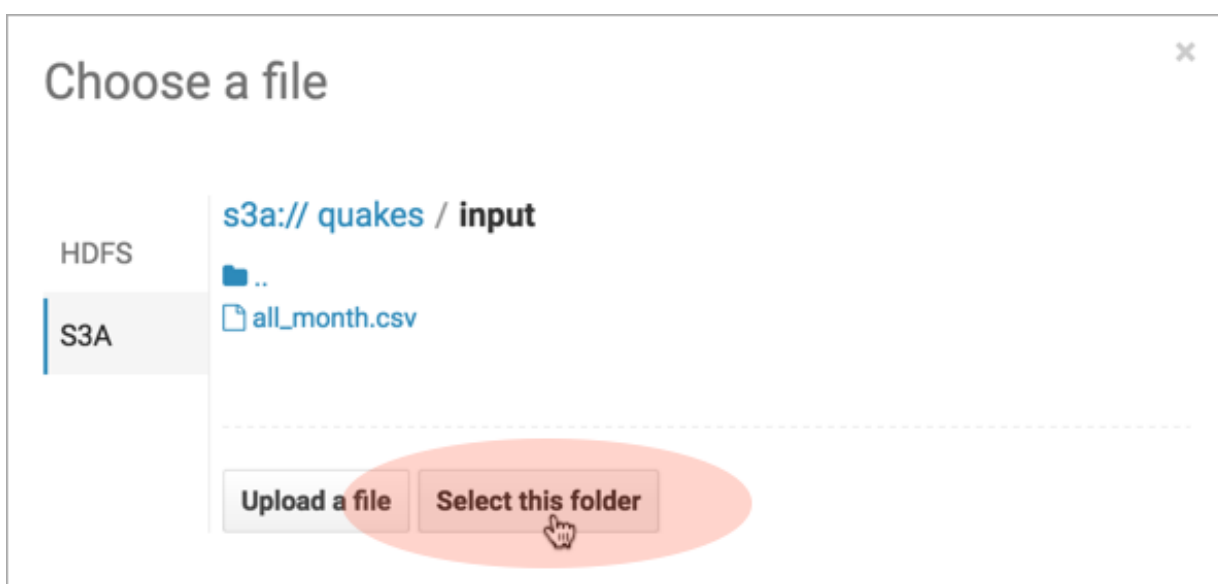 Choose a file
×
s3a:// quakes / input
HDFS
..
all_month.csv
S3A
Upload a file
Select this folder